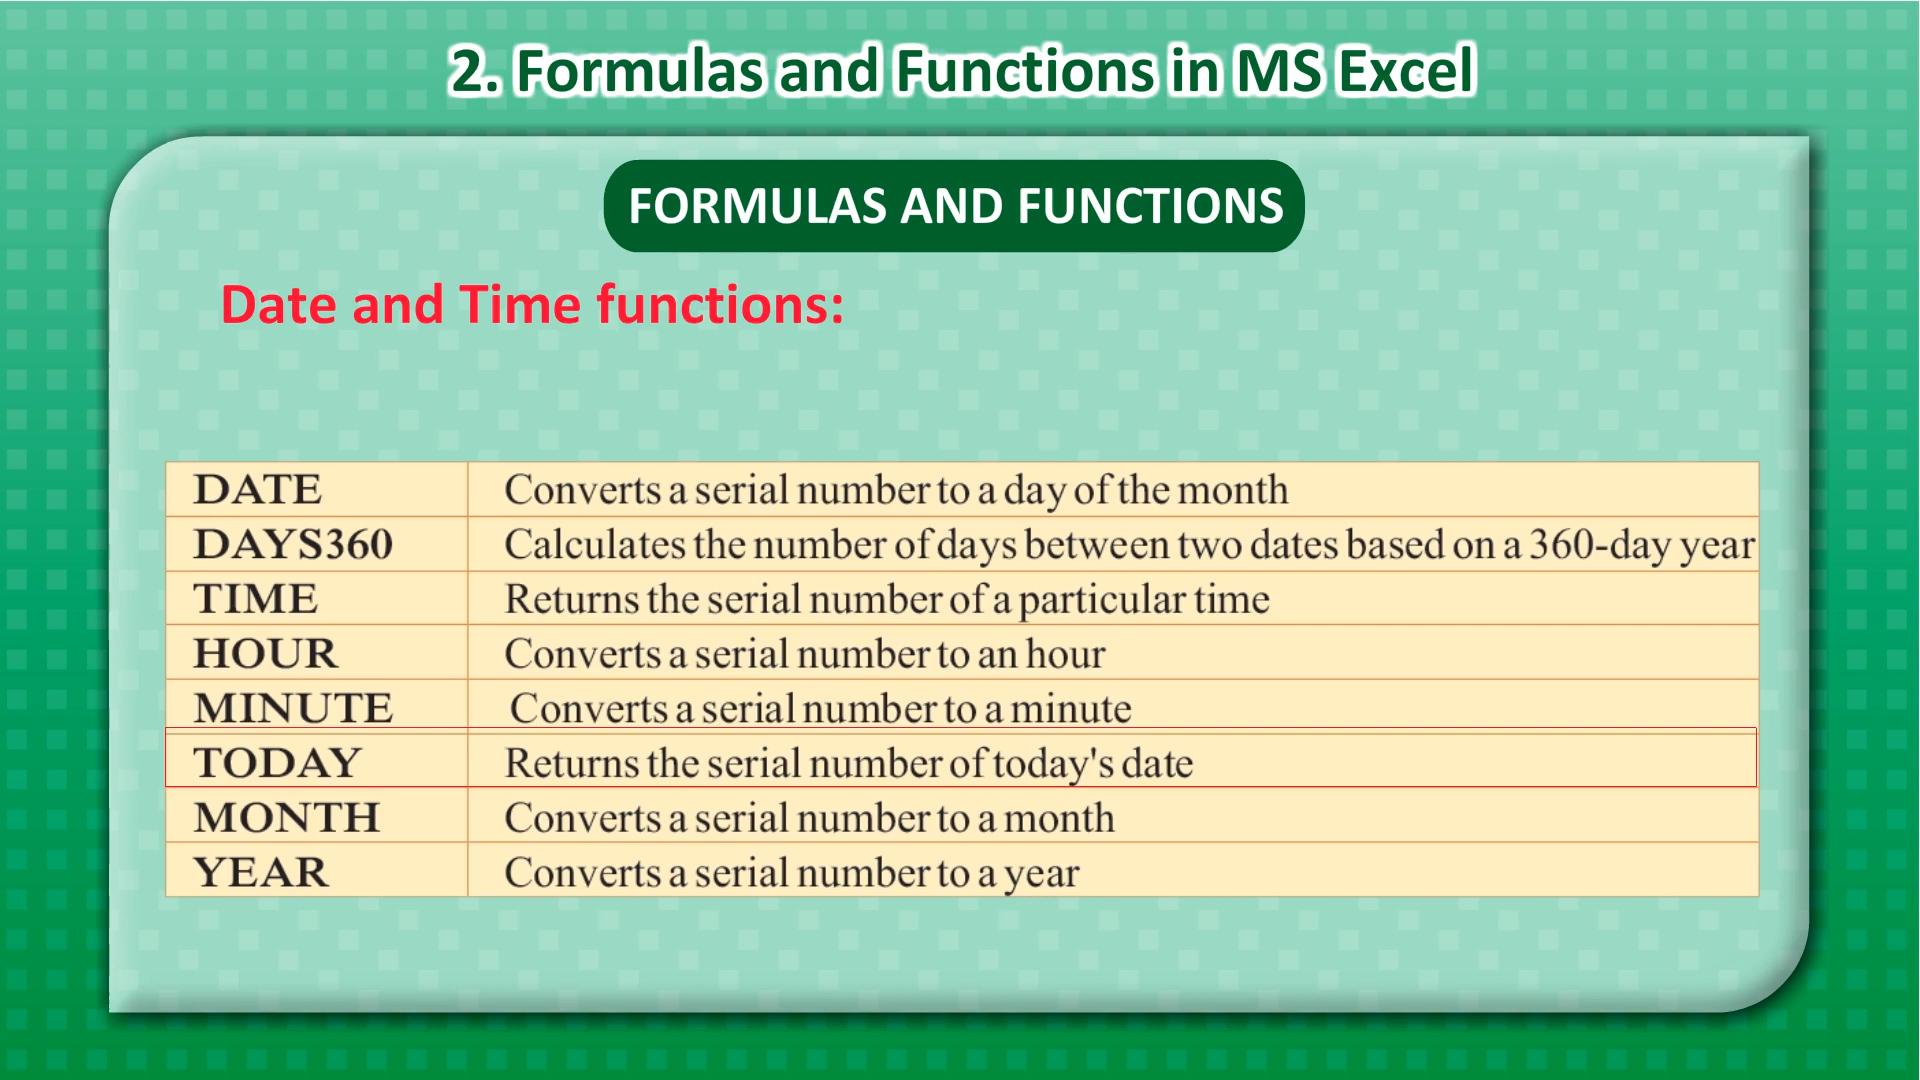 2. Formulas and Functions in MS Excel
FORMULAS AND FUNCTIONS
Date and Time functions:
DATE Converts a serial number to a day of the month
DAYS360 Calculates the number of days between two dates based on a 360-day year
TIME Returns the serial number of a particular time
HOUR Converts a serial number to an hour
MINUTE Converts a serial number to a minute
TODAY Returns the serial number of today's date
MONTH Converts a serial number to a month
YEAR Converts a serial number to a year